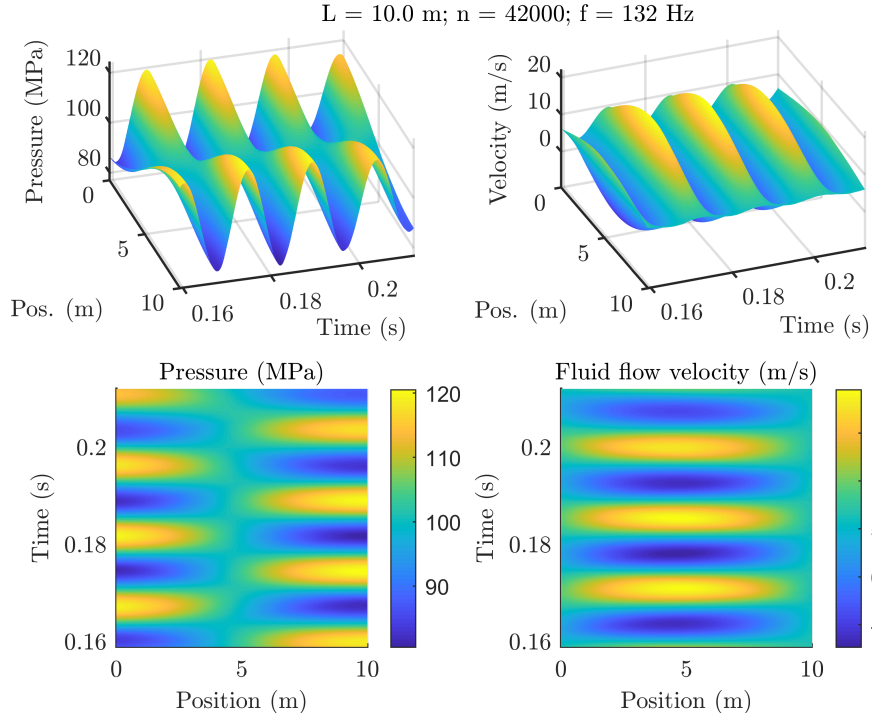 L = 10.0 m; n = 42000; f = 132 Hz
Pressure (MPa)
120
100
80
0
5
10
Pos. (m)
0.16
0.18
0.2
Time (s)
Velocity (m/s)
20
10
0
0
5
10
Pos. (m)
0.16
0.18
0.2
Time (s)
Pressure (MPa)
Time (s)
0.2
0.18
0.16
0
5
10
Position (m)
120
110
100
90
Fluid flow velocity (m/s)
Time (s)
0.2
0.18
0.16
0
5
10
Position (m)